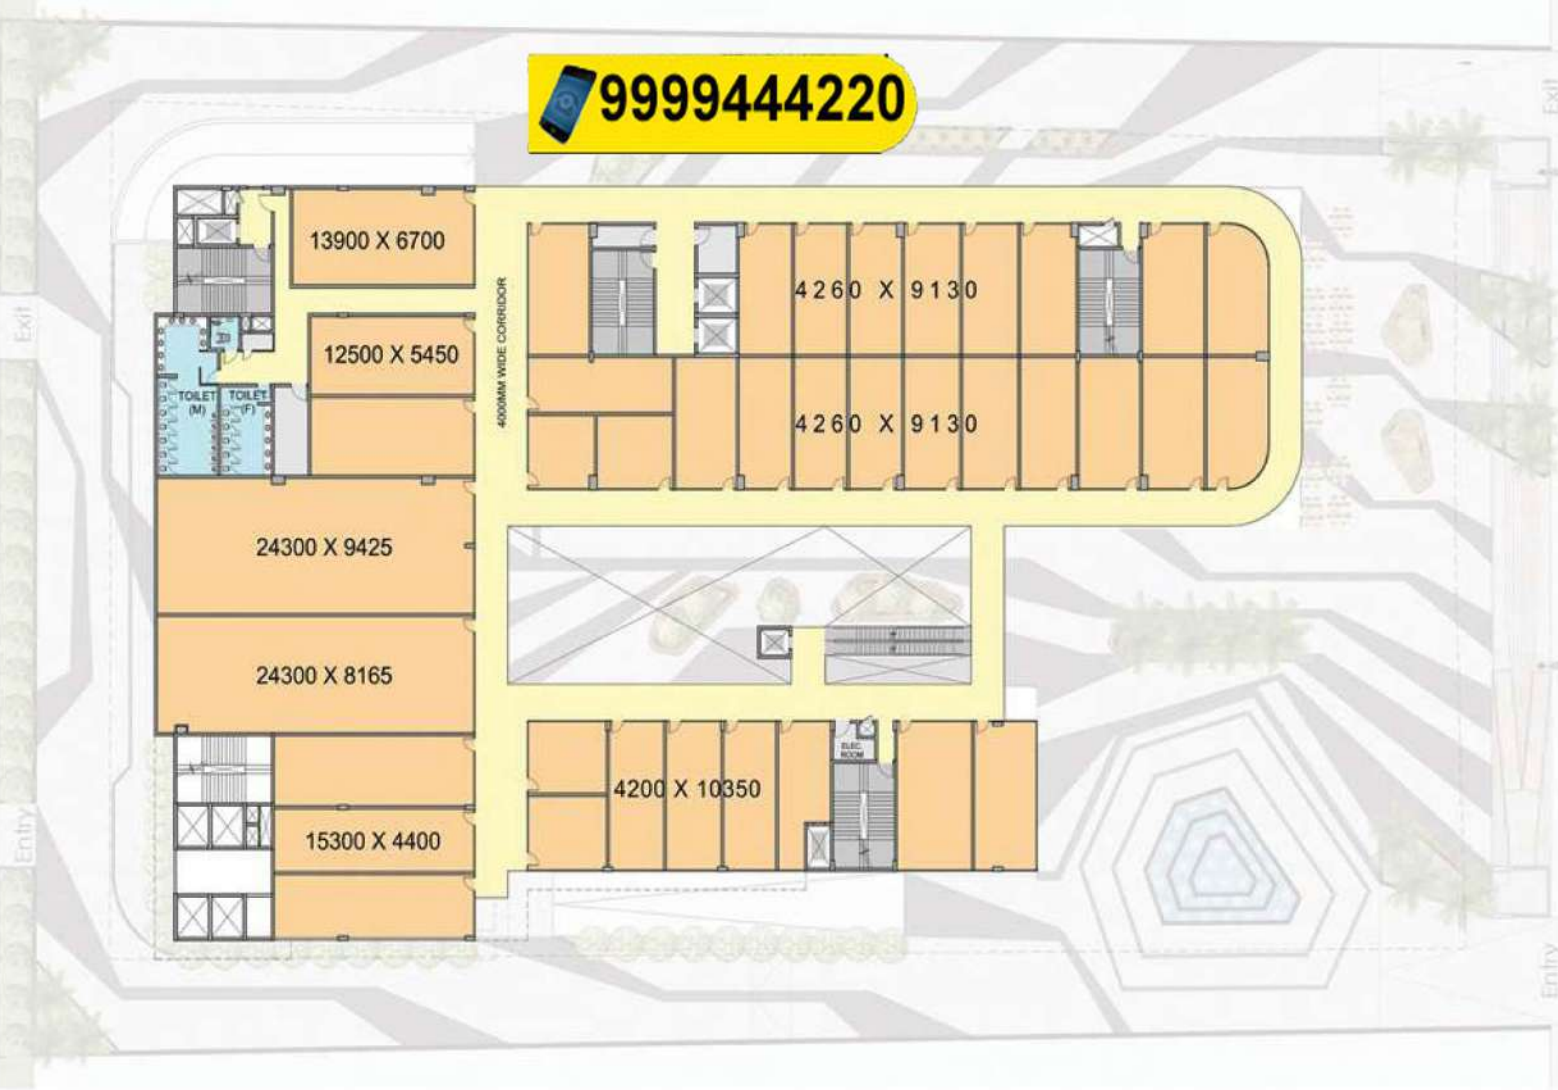 9999444220
Exit
13900 X 6700
4260 X 9130
12500 X 5450
4000MM WIDE CORRIDOR
Exit
TOILET
(M)
TOILET
(F)
4260 X 9130
24300 X 9425
24300 X 8165
ELEC.
ROOM
4200 X 10350
15300 X 4400
Entry
Entry